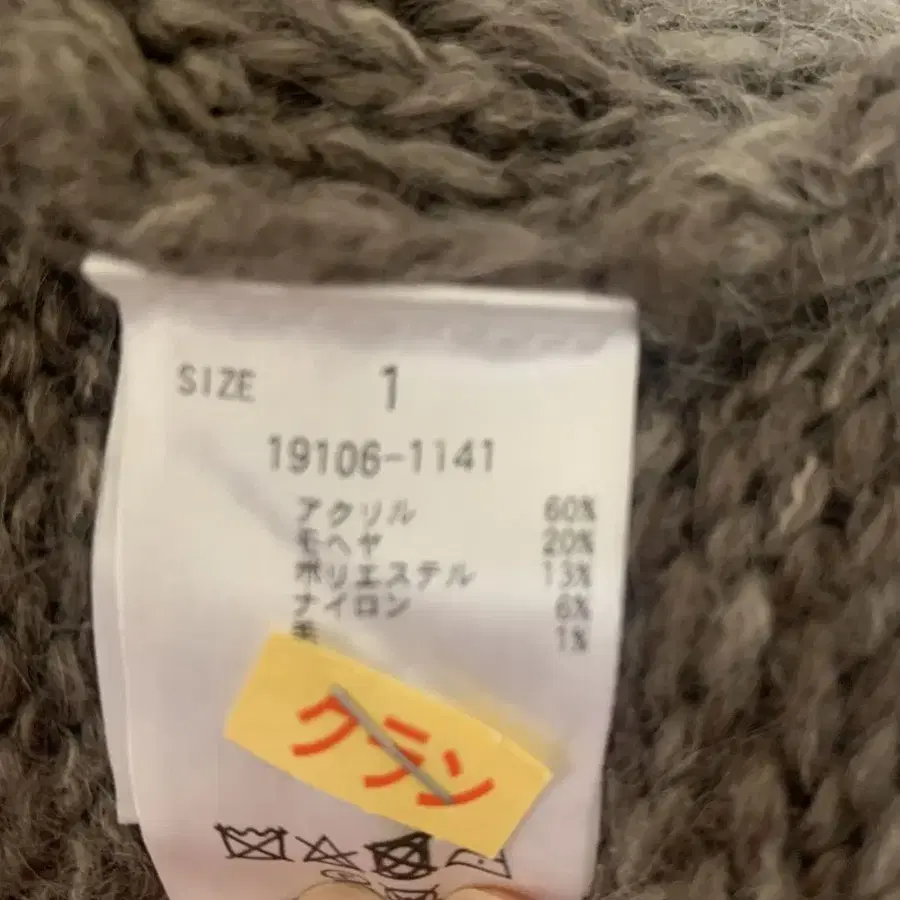 SIZE 1
19106-1141
アクリル 60%
モヘヤ 20%
ポリエステル 13%
ナイロン 6%
毛 1%
クラン